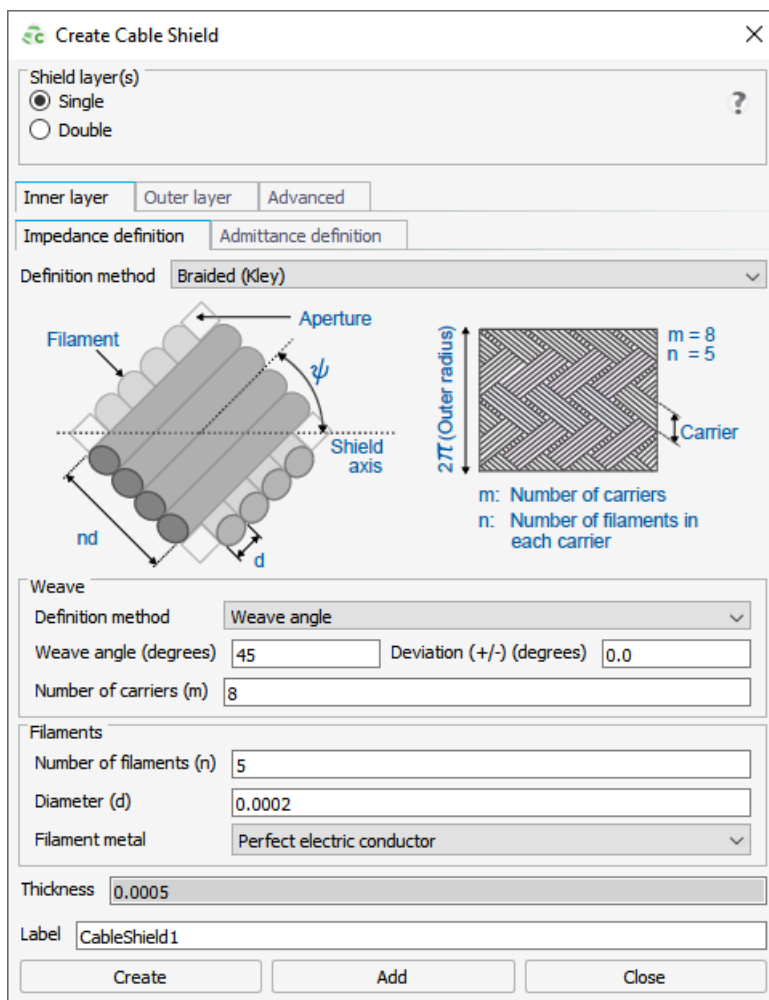 Create Cable Shield
Shield layer(s)
Single
Double
?
Inner layer Outer layer Advanced
Impedance definition Admittance definition
Definition method Braided (Kley)
Aperture
Filament
ψ
Shield
axis
nd
d
2π (Outer radius)
m = 8
n = 5
Carrier
m: Number of carriers
n: Number of filaments in
each carrier
Weave
Definition method Weave angle
Weave angle (degrees) 45 Deviation (+/-) (degrees) 0.0
Number of carriers (m) 8
Filaments
Number of filaments (n) 5
Diameter (d) 0.0002
Filament metal Perfect electric conductor
Thickness 0.0005
Label CableShield1
Create Add Close